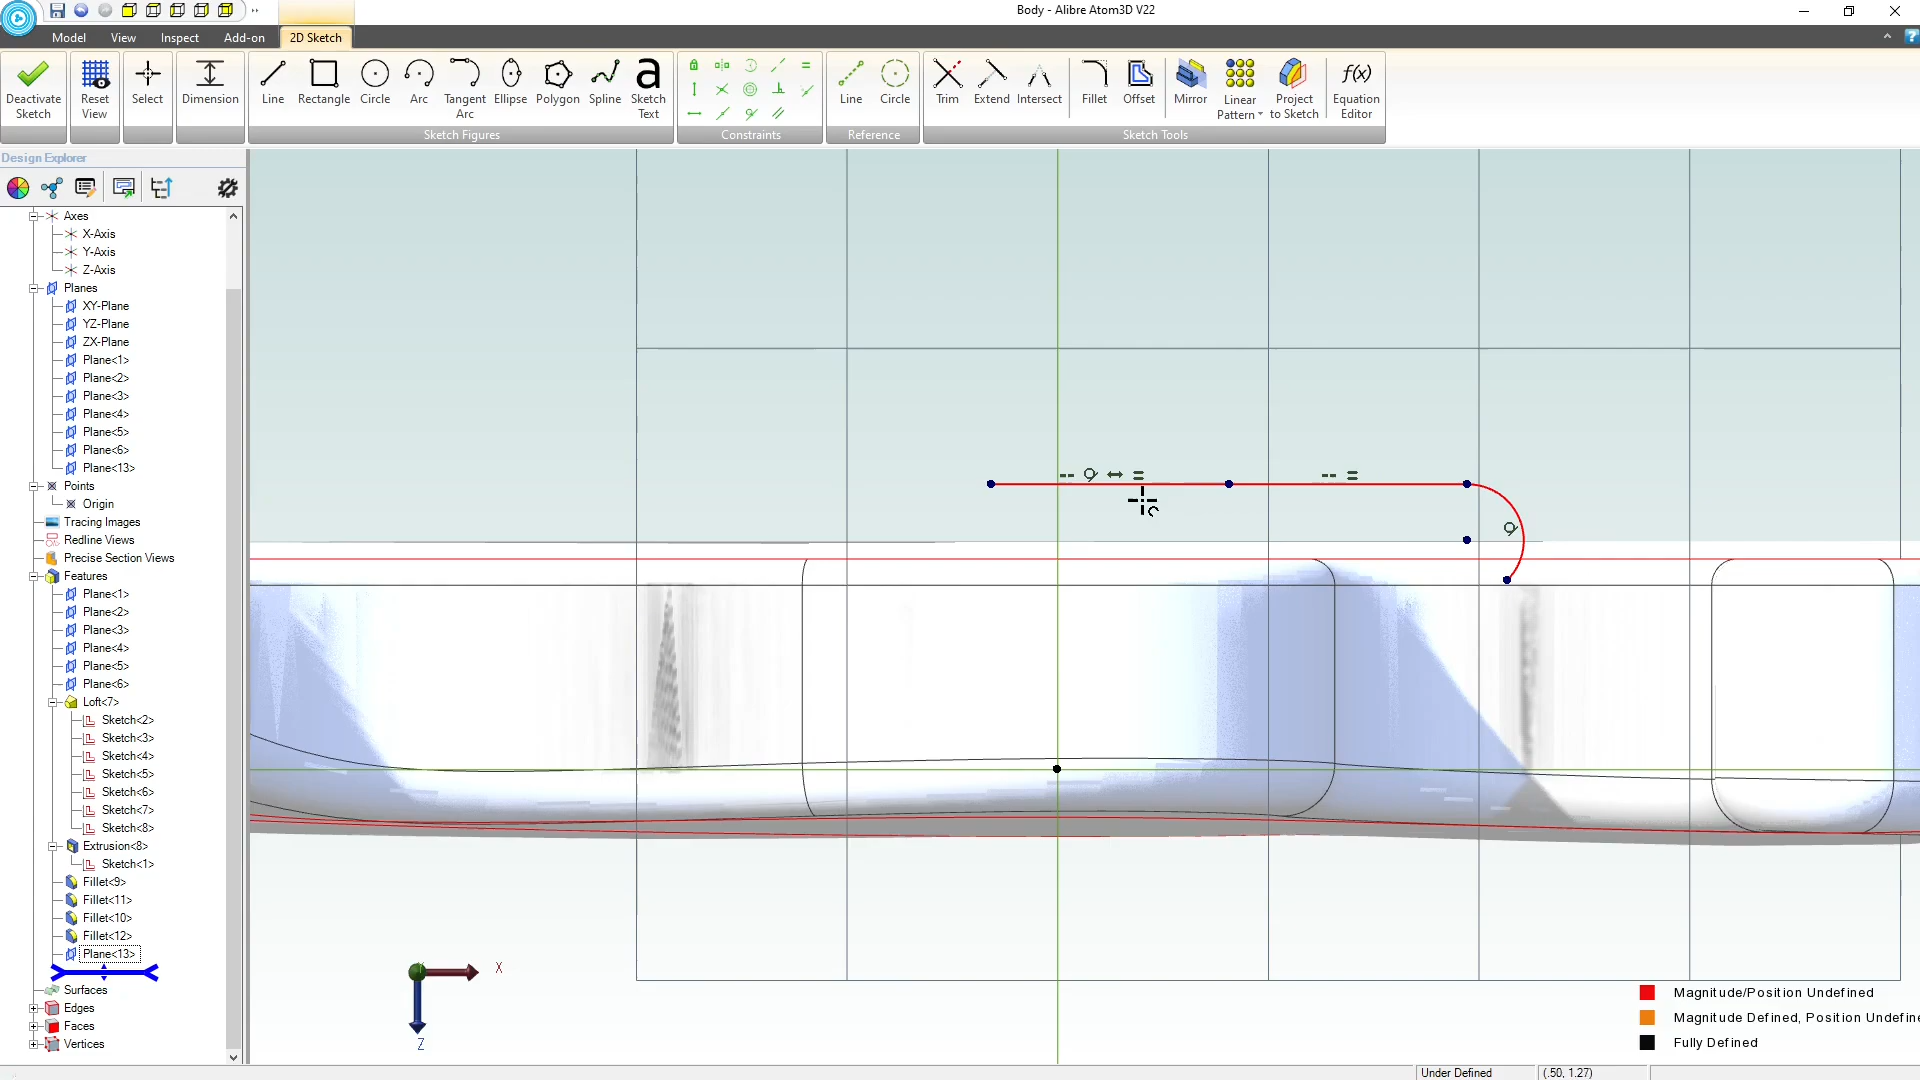 Body - Alibre Atom3D V22
Model View Inspect Add-on 2D Sketch
Deactivate Sketch
Reset View
Select
Dimension
Line Rectangle Circle Arc Tangent Arc Ellipse Polygon Spline Sketch Text
Line Circle
Trim Extend Intersect Fillet Offset Mirror Linear Pattern Project to Sketch
f(x) Equation Editor
Sketch Figures Constraints Reference Sketch Tools
Design Explorer
Axes
X-Axis
Y-Axis
Z-Axis
Planes
XY-Plane
YZ-Plane
ZX-Plane
Plane<1>
Plane<2>
Plane<3>
Plane<4>
Plane<5>
Plane<6>
Plane<13>
Points
Origin
Tracing Images
Redline Views
Precise Section Views
Features
Plane<1>
Plane<2>
Plane<3>
Plane<4>
Plane<5>
Plane<6>
Loft<7>
Sketch<2>
Sketch<3>
Sketch<4>
Sketch<5>
Sketch<6>
Sketch<7>
Sketch<8>
Extrusion<8>
Sketch<1>
Fillet<9>
Fillet<11>
Fillet<10>
Fillet<12>
Plane<13>
Surfaces
Edges
Faces
Vertices
X
Z
Magnitude/Position Undefined
Magnitude Defined, Position Undefine
Fully Defined
Under Defined (.50, 1.27)